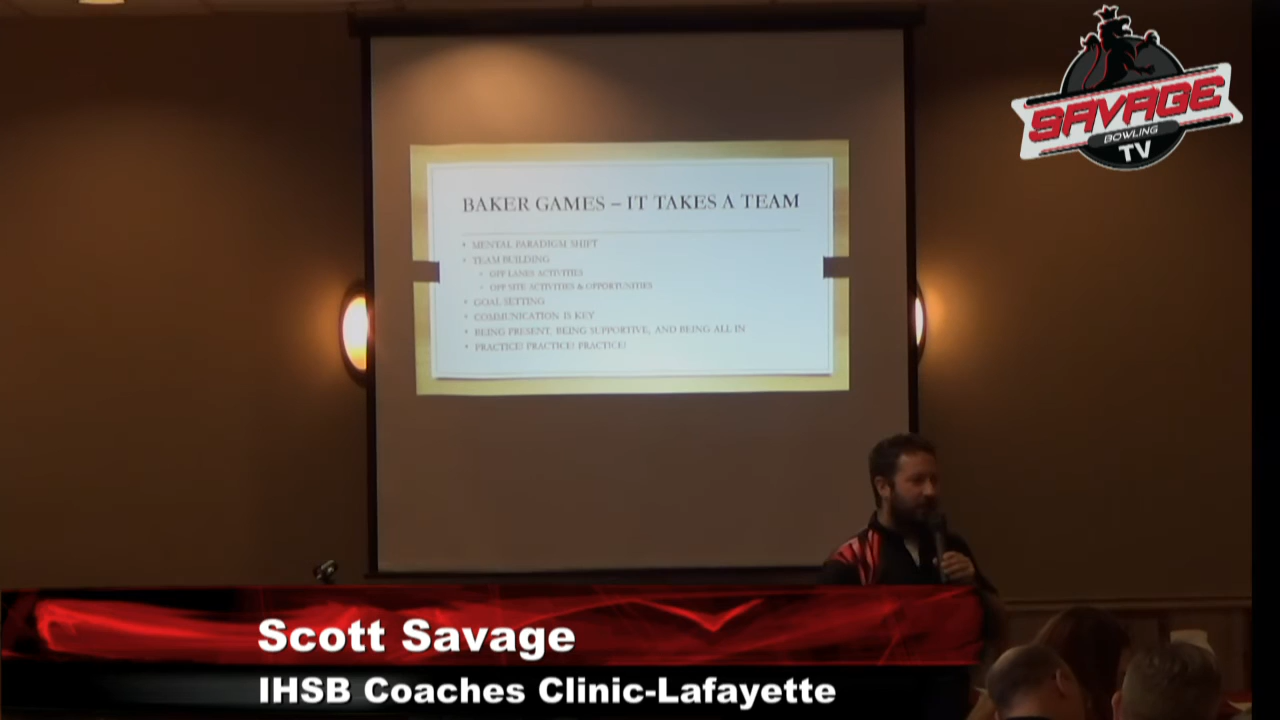 SAVAGE
BOWLING
TV
BAKER GAMES – IT TAKES A TEAM
• MENTAL PARADIGM SHIFT
• TEAM BUILDING
• OFF LANES ACTIVITIES
• OFF SITE ACTIVITIES & OPPORTUNITIES
• GOAL SETTING
• COMMUNICATION IS KEY
• BEING PRESENT, BEING SUPPORTIVE, AND BEING ALL IN
• PRACTICE! PRACTICE! PRACTICE!
Scott Savage
IHSB Coaches Clinic-Lafayette